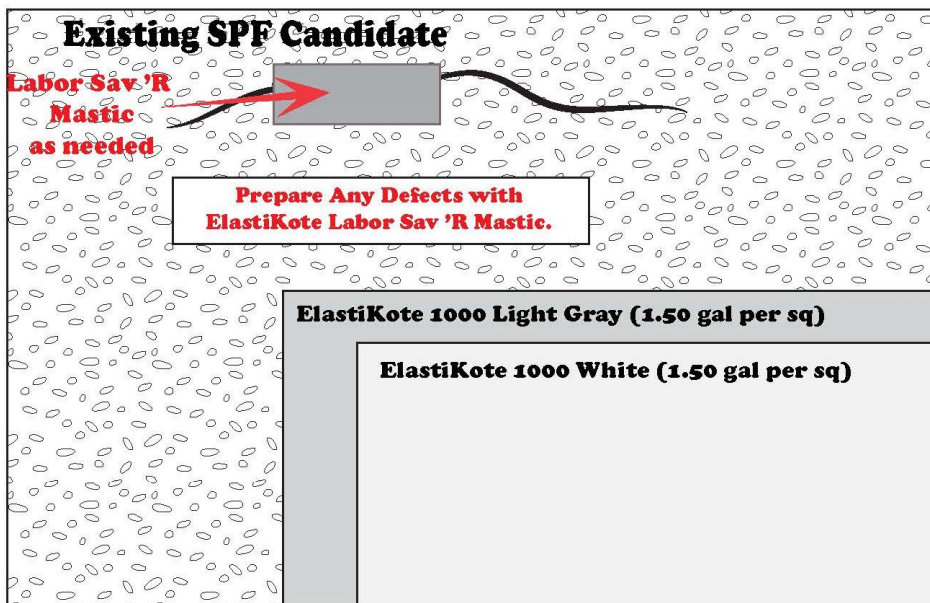 Existing SPF Candidate
Labor Sav ’R
Mastic
as needed
Prepare Any Defects with
ElastiKote Labor Sav ’R Mastic.
ElastiKote 1000 Light Gray (1.50 gal per sq)
ElastiKote 1000 White (1.50 gal per sq)